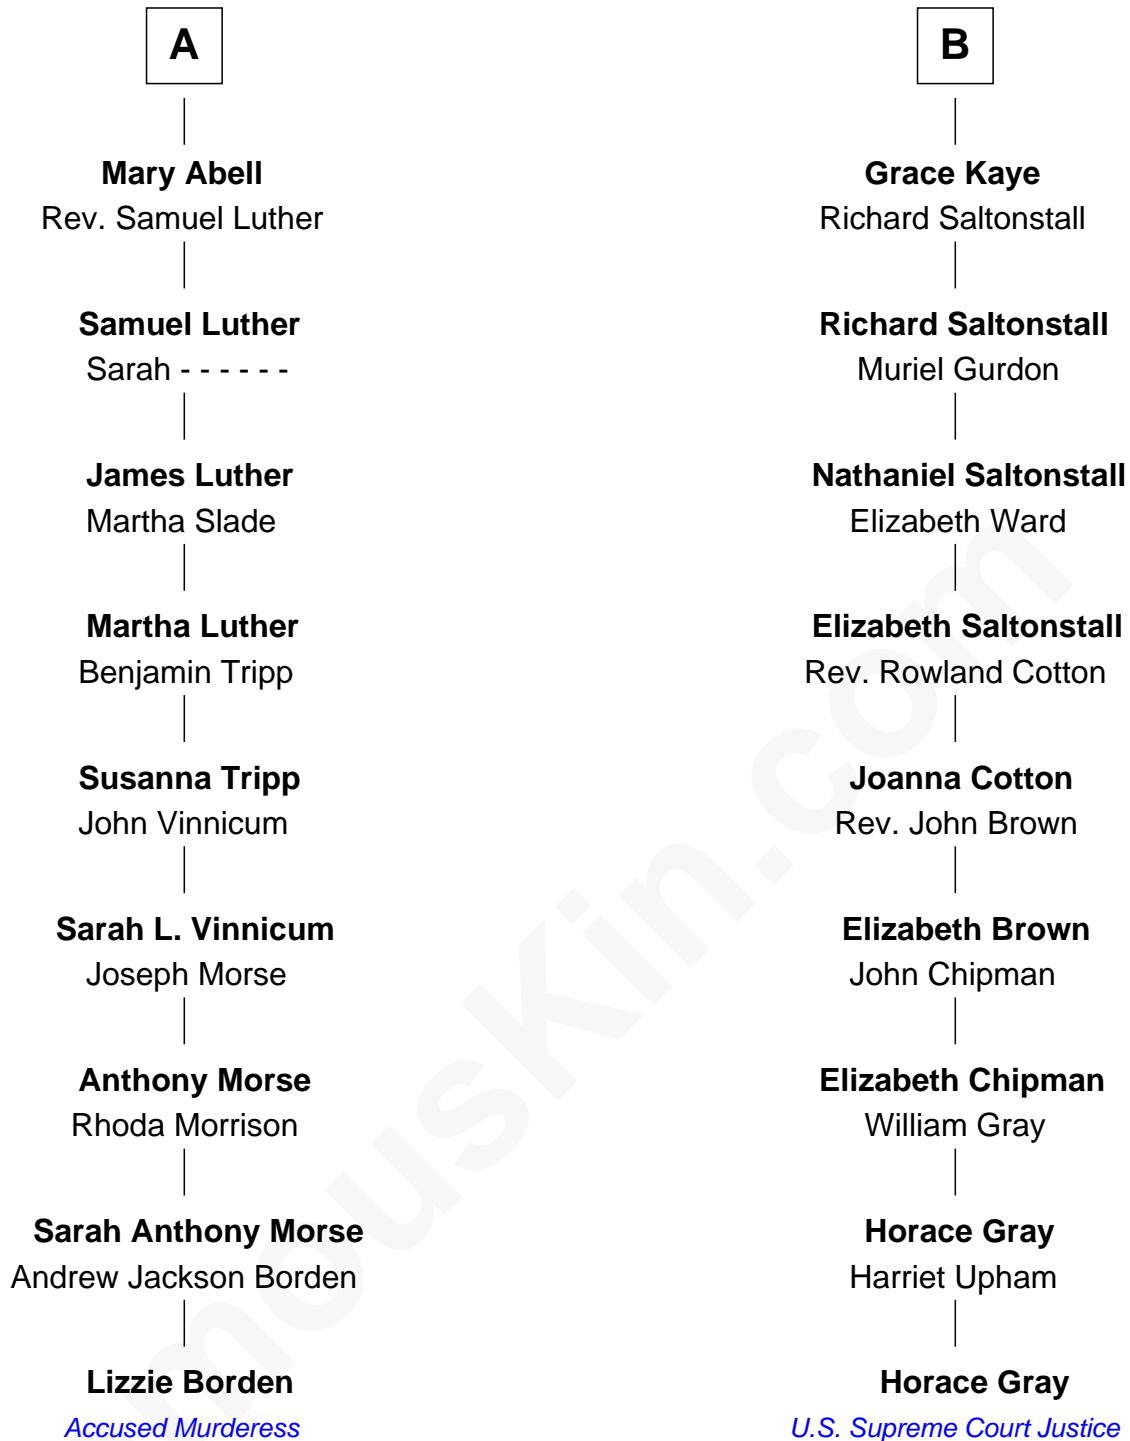 A
Mary Abell
Rev. Samuel Luther
Samuel Luther
Sarah - - - - - -
James Luther
Martha Slade
Martha Luther
Benjamin Tripp
Susanna Tripp
John Vinnicum
Sarah L. Vinnicum
Joseph Morse
Anthony Morse
Rhoda Morrison
Sarah Anthony Morse
Andrew Jackson Borden
Lizzie Borden
Accused Murderess
B
Grace Kaye
Richard Saltonstall
Richard Saltonstall
Muriel Gurdon
Nathaniel Saltonstall
Elizabeth Ward
Elizabeth Saltonstall
Rev. Rowland Cotton
Joanna Cotton
Rev. John Brown
Elizabeth Brown
John Chipman
Elizabeth Chipman
William Gray
Horace Gray
Harriet Upham
Horace Gray
U.S. Supreme Court Justice
mousKin.com